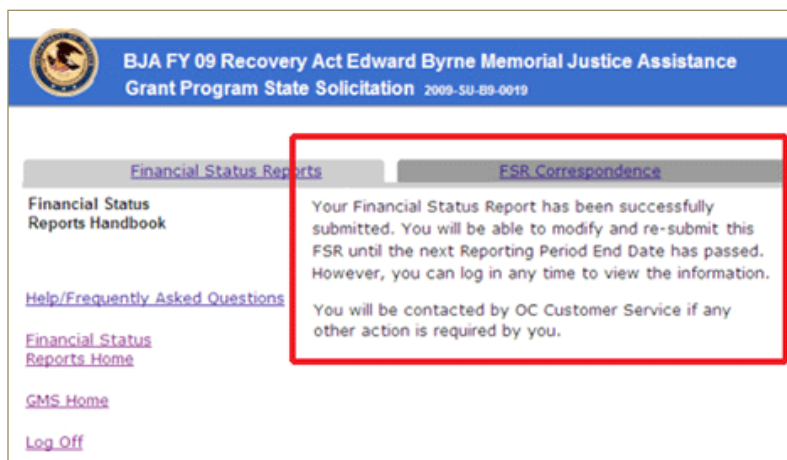 BJA FY 09 Recovery Act Edward Byrne Memorial Justice Assistance
Grant Program State Solicitation 2009-SU-B9-0019
Financial Status Reports
FSR Correspondence
Financial Status
Reports Handbook
Help/Frequently Asked Questions
Financial Status
Reports Home
GMS Home
Log Off
Your Financial Status Report has been successfully
submitted. You will be able to modify and re-submit this
FSR until the next Reporting Period End Date has passed.
However, you can log in any time to view the information.
You will be contacted by OC Customer Service if any
other action is required by you.